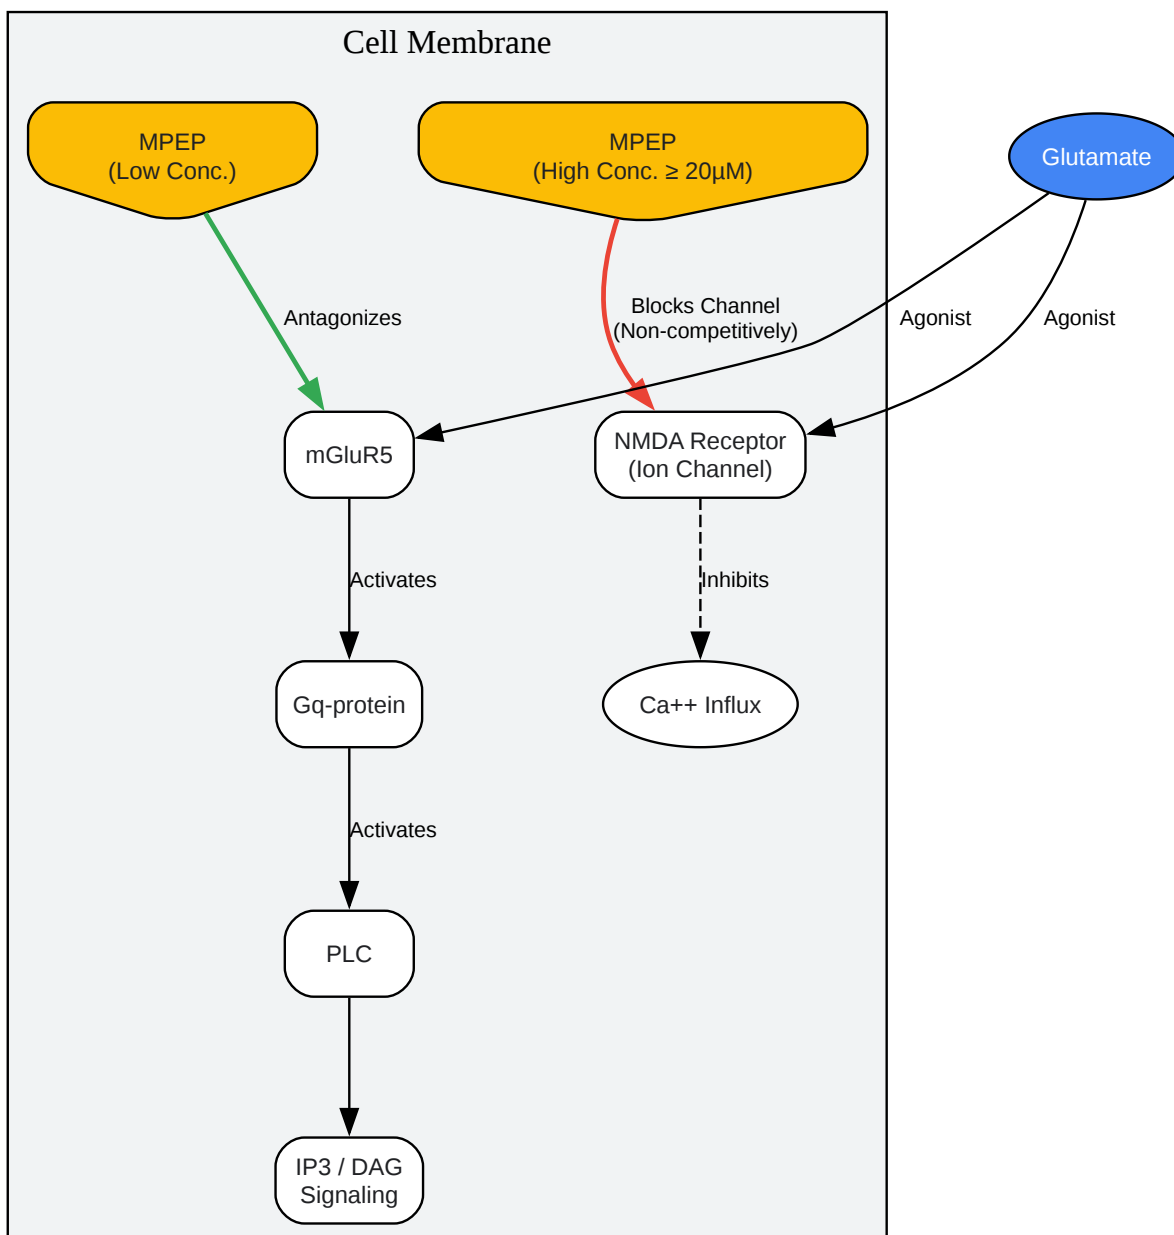 Cell Membrane
MPEP
(Low Conc.)
MPEP
(High Conc. ≥ 20µM)
Glutamate
Antagonizes
Blocks Channel
(Non-competitively)
Agonist
Agonist
mGluR5
NMDA Receptor
(Ion Channel)
Activates
Inhibits
Gq-protein
Ca++ Influx
Activates
PLC
IP3 / DAG
Signaling